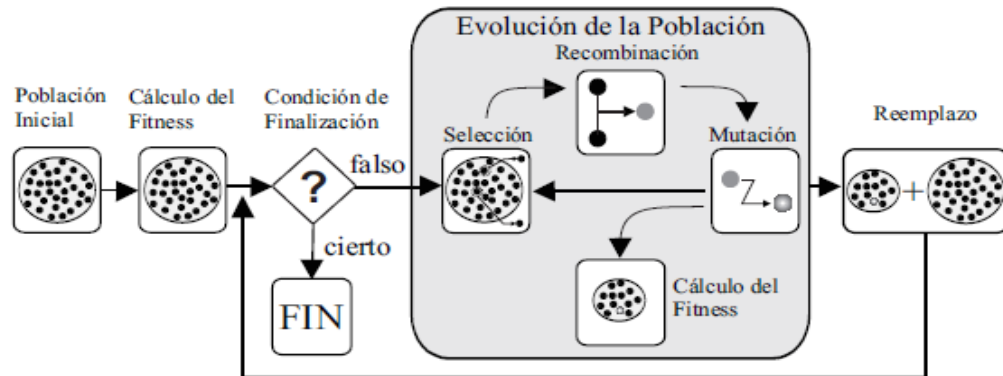 Evolución de la Población
Población
Inicial
Cálculo del
Fitness
Condición de
Finalización
?
falso
cierto
FIN
Selección
Recombinación
Mutación
Cálculo del
Fitness
Reemplazo
+